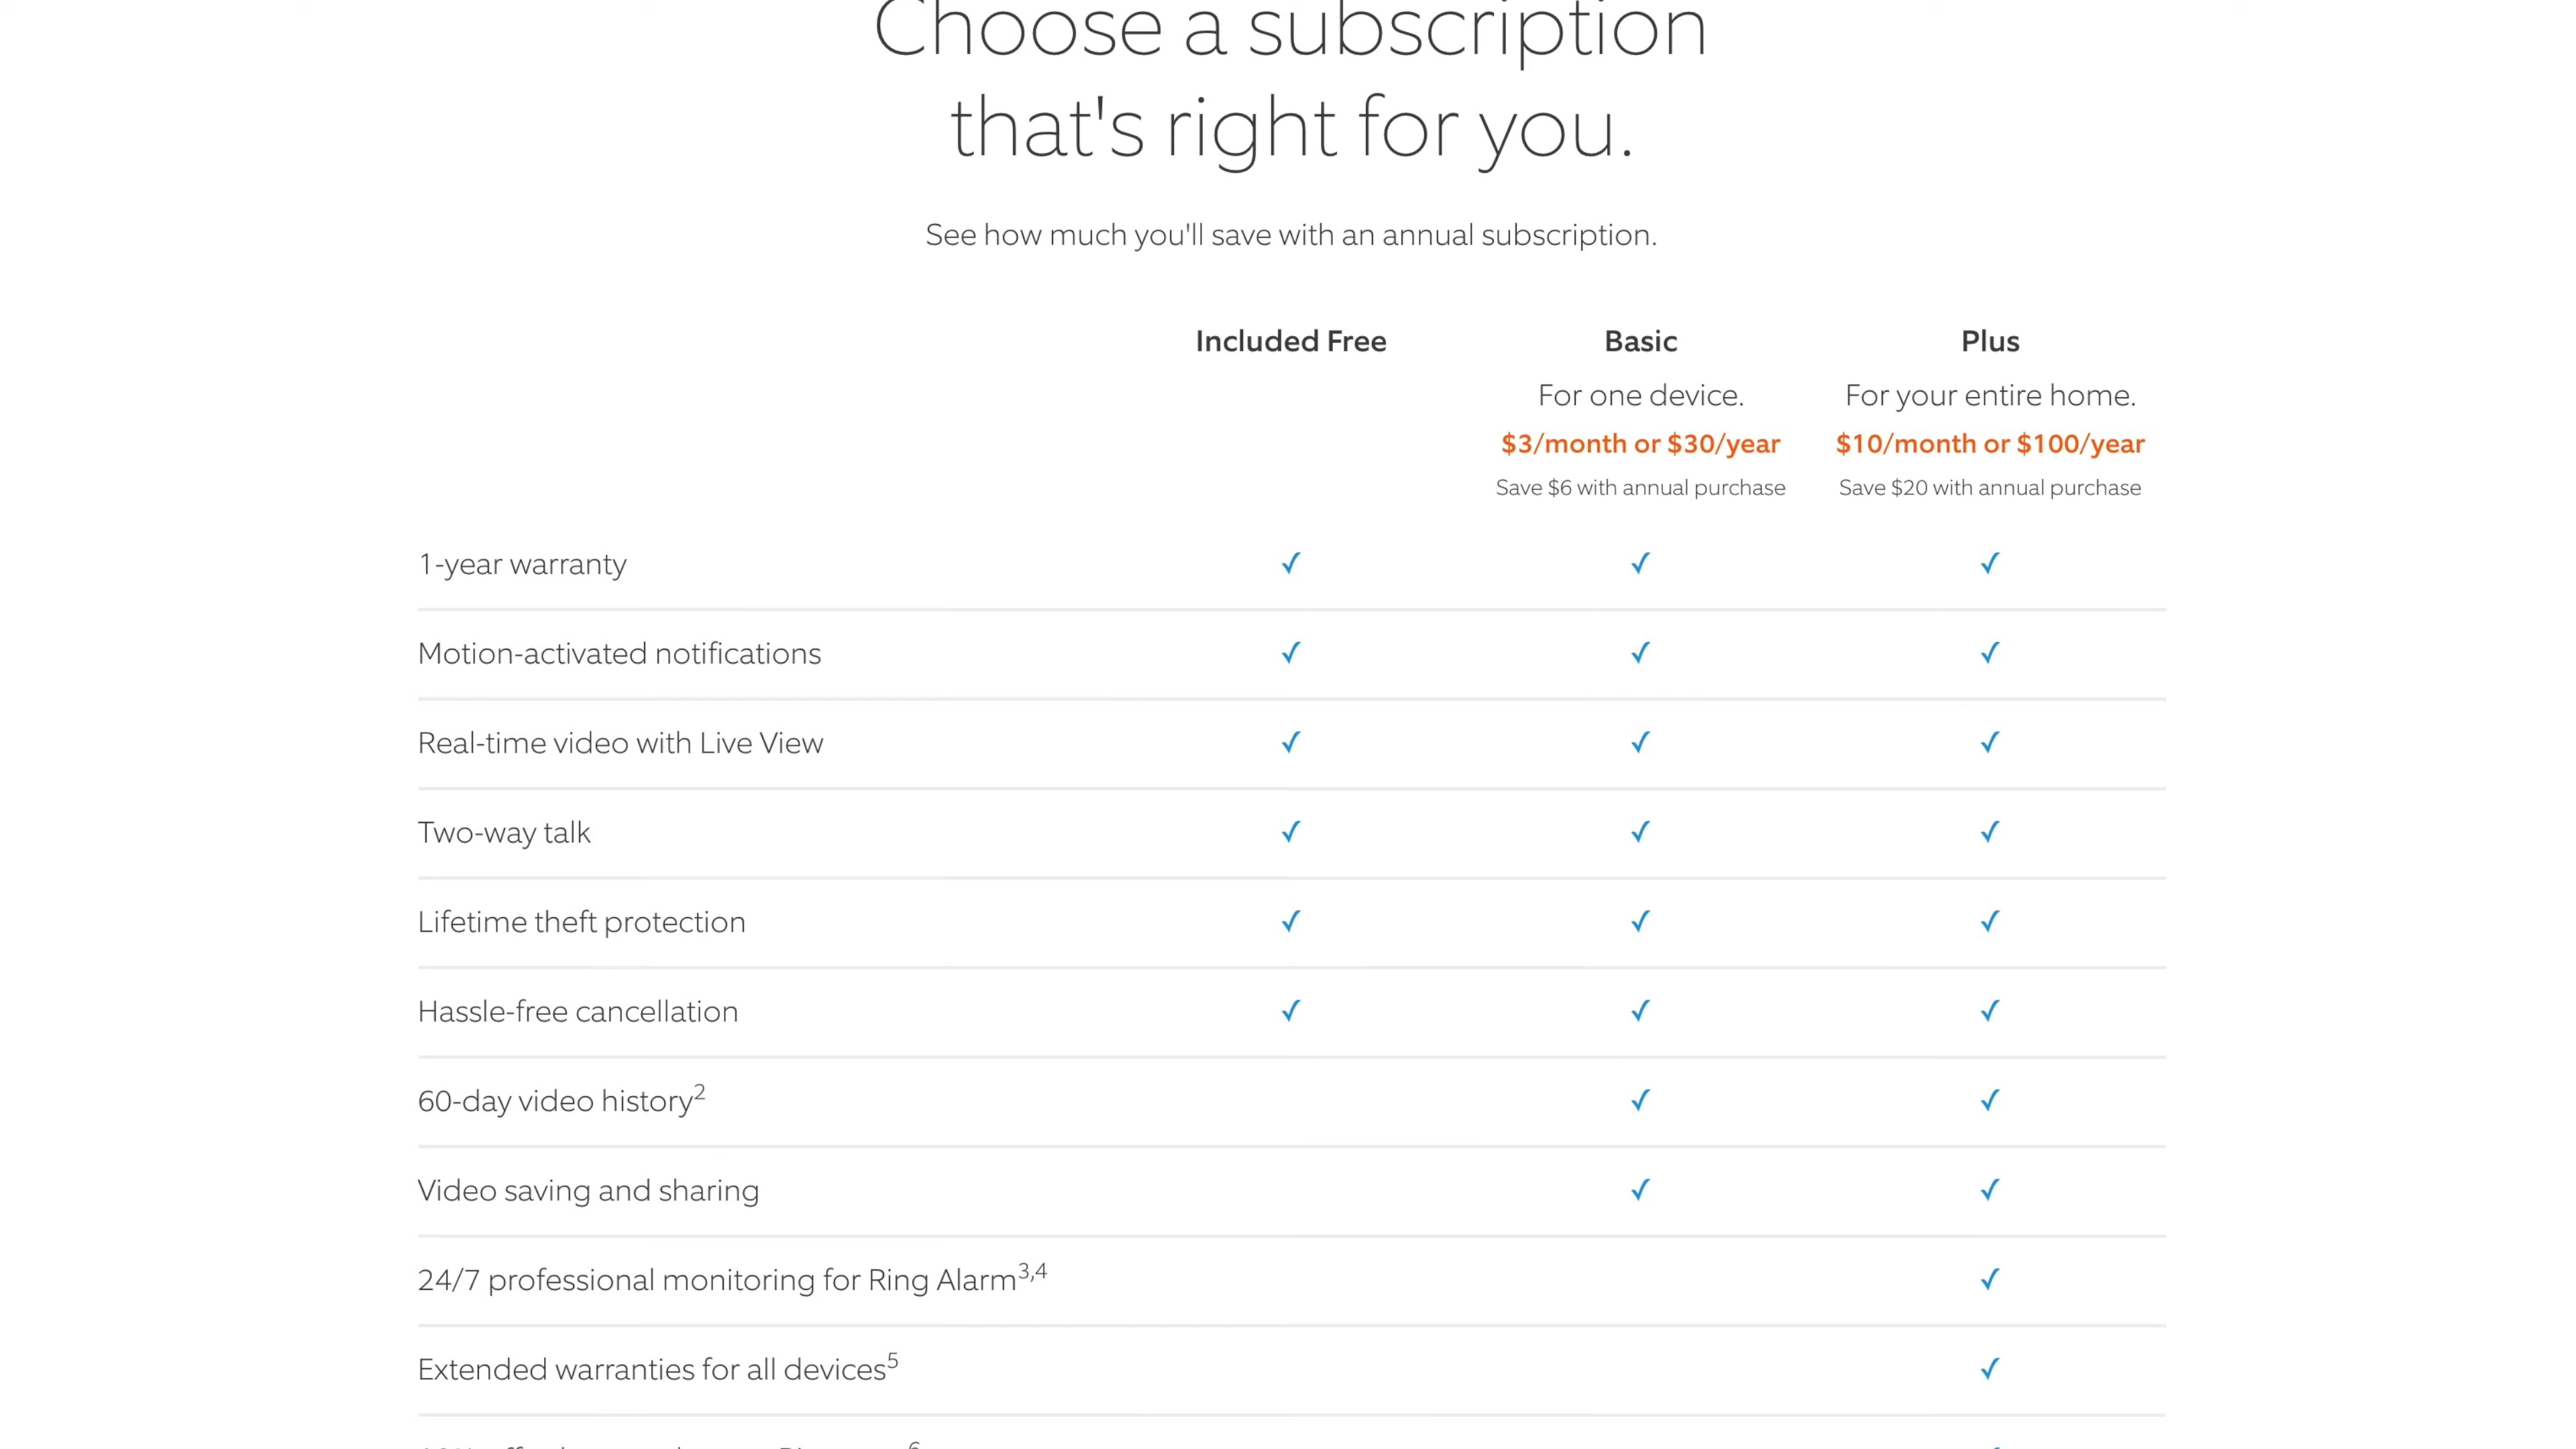 Choose a subscription
that's right for you.
See how much you'll save with an annual subscription.
Included Free Basic Plus
For one device. For your entire home.
$3/month or $30/year $10/month or $100/year
Save $6 with annual purchase Save $20 with annual purchase
1-year warranty ✓ ✓ ✓
Motion-activated notifications ✓ ✓ ✓
Real-time video with Live View ✓ ✓ ✓
Two-way talk ✓ ✓ ✓
Lifetime theft protection ✓ ✓ ✓
Hassle-free cancellation ✓ ✓ ✓
60-day video history2 ✓ ✓
Video saving and sharing ✓ ✓
24/7 professional monitoring for Ring Alarm3,4 ✓
Extended warranties for all devices5 ✓